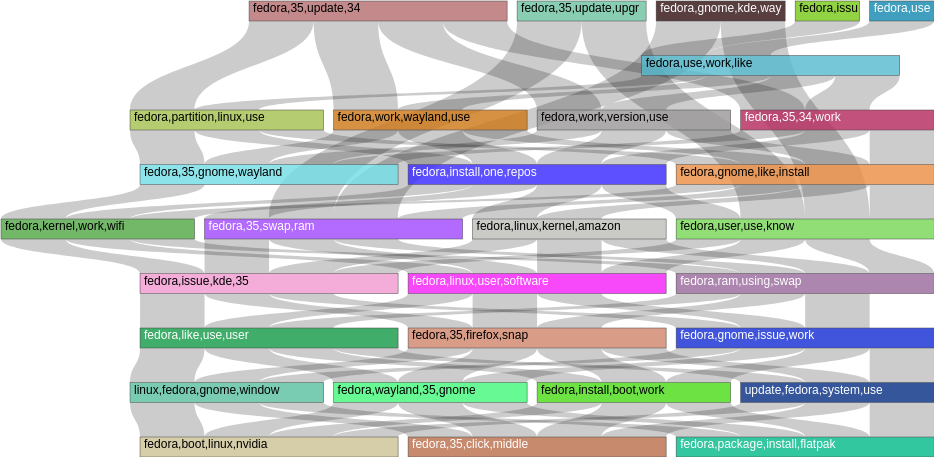 fedora,35,update,34
fedora,35,update,upgr
fedora,gnome,kde,way
fedora,issu
fedora,use
fedora,use,work,like
fedora,partition,linux,use
fedora,work,wayland,use
fedora,work,version,use
fedora,35,34,work
fedora,35,gnome,wayland
fedora,install,one,repos
fedora,gnome,like,install
fedora,kernel,work,wifi
fedora,35,swap,ram
fedora,linux,kernel,amazon
fedora,user,use,know
fedora,issue,kde,35
fedora,linux,user,software
fedora,ram,using,swap
fedora,like,use,user
fedora,35,firefox,snap
fedora,gnome,issue,work
linux,fedora,gnome,window
fedora,wayland,35,gnome
fedora,install,boot,work
update,fedora,system,use
fedora,boot,linux,nvidia
fedora,35,click,middle
fedora,package,install,flatpak